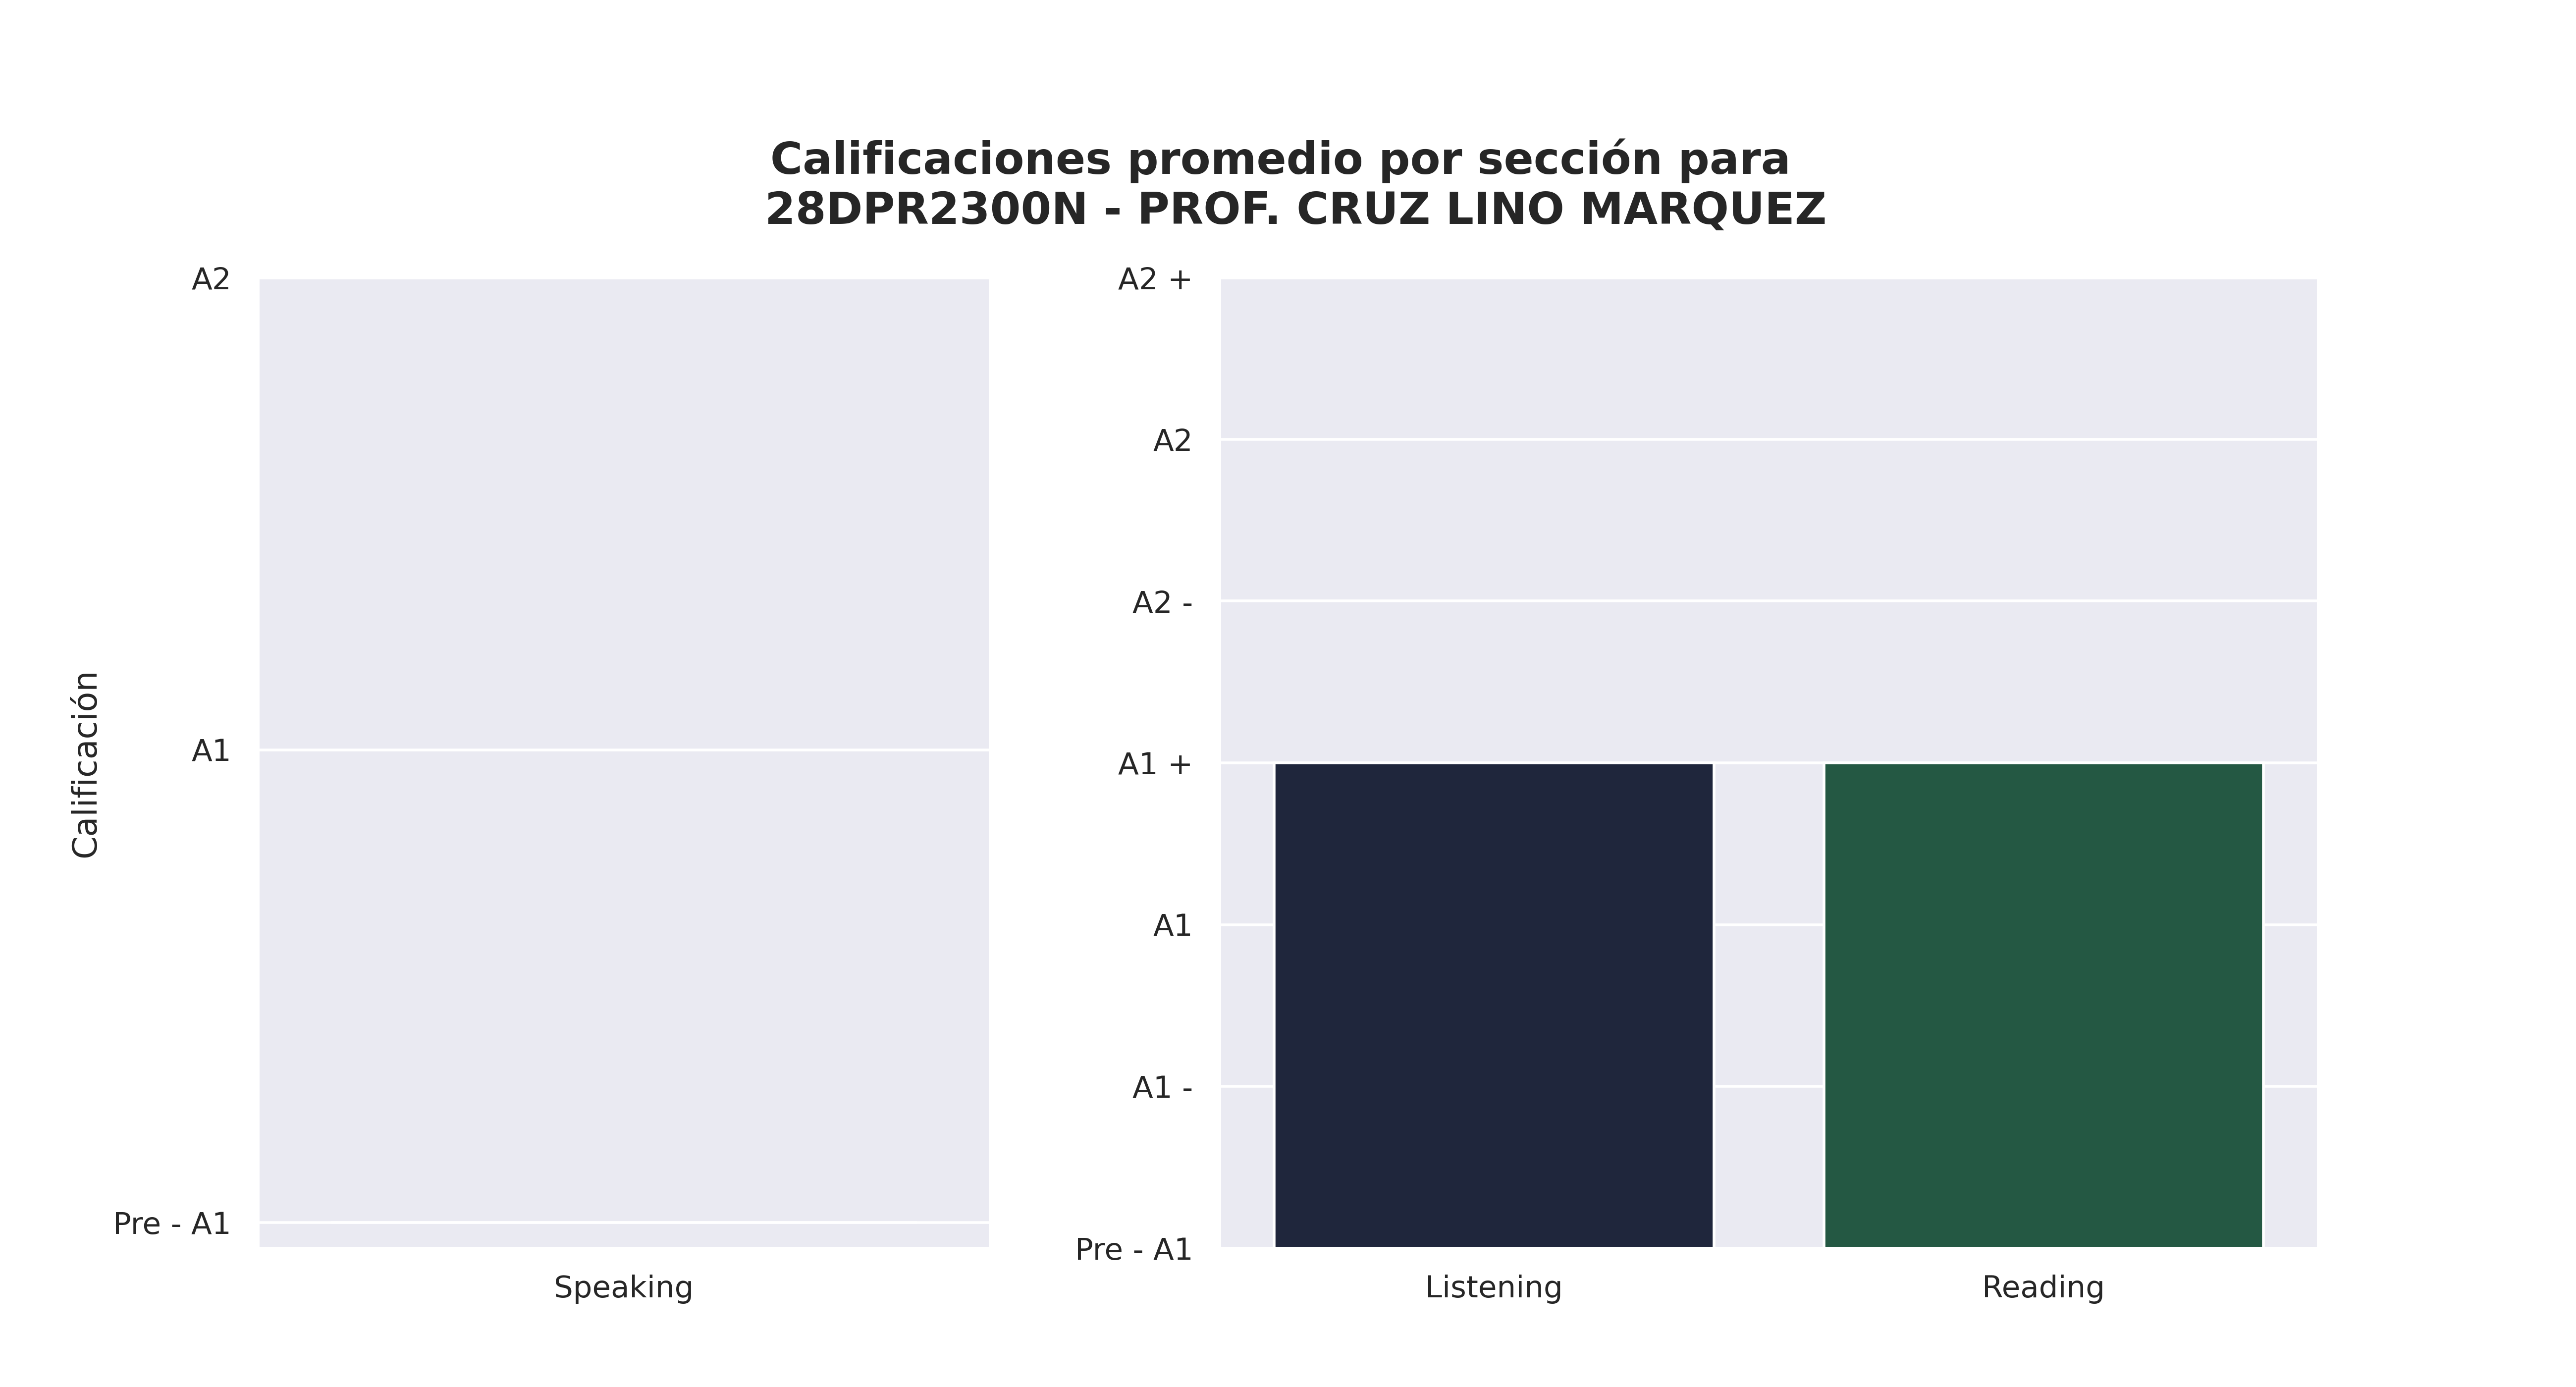 Calificaciones promedio por sección para
28DPR2300N - PROF. CRUZ LINO MARQUEZ
Calificación
A2
A1
Pre - A1
Speaking
A2 +
A2
A2 -
A1 +
A1
A1 -
Pre - A1
Listening
Reading